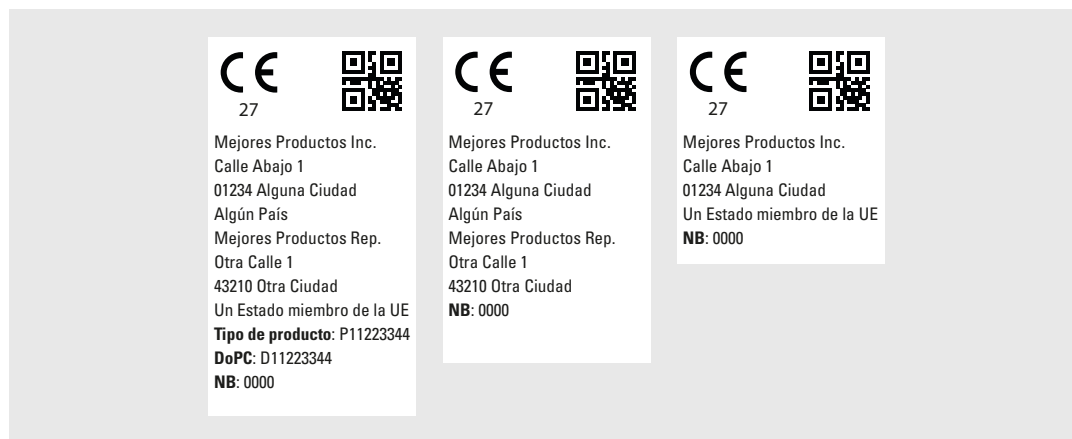 CE
27
Mejores Productos Inc.
Calle Abajo 1
01234 Alguna Ciudad
Algún País
Mejores Productos Rep.
Otra Calle 1
43210 Otra Ciudad
Un Estado miembro de la UE
Tipo de producto: P11223344
DoPC: D11223344
NB: 0000
CE
27
Mejores Productos Inc.
Calle Abajo 1
01234 Alguna Ciudad
Algún País
Mejores Productos Rep.
Otra Calle 1
43210 Otra Ciudad
NB: 0000
CE
27
Mejores Productos Inc.
Calle Abajo 1
01234 Alguna Ciudad
Un Estado miembro de la UE
NB: 0000